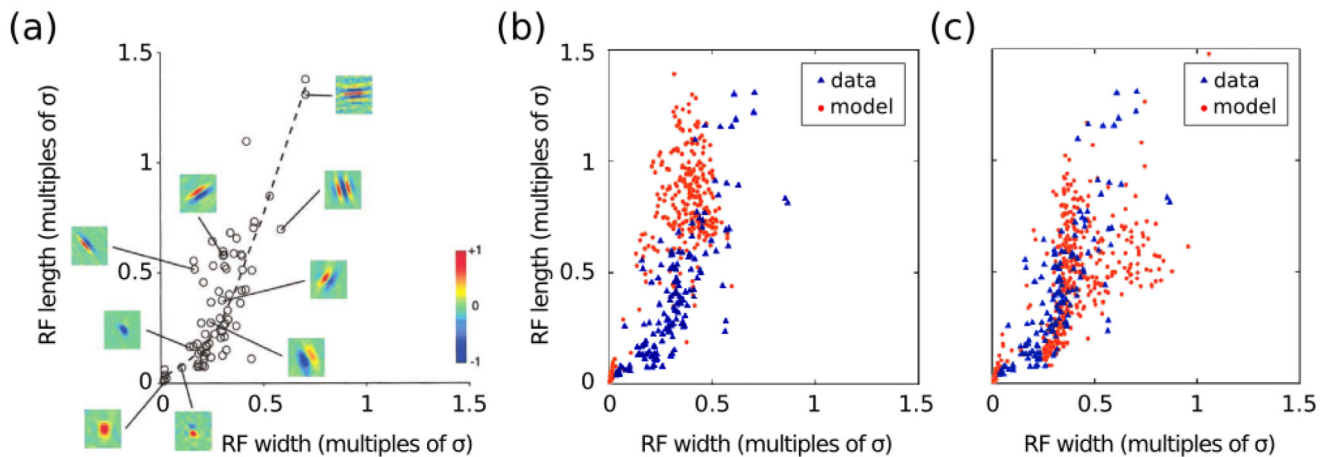 (a)
1.5
1
0.5
0
0.5
1
1.5
RF length (multiples of σ)
RF width (multiples of σ)
+1
0
-1
(b)
1.5
1
0.5
0
0
0.5
1
1.5
RF length (multiples of σ)
RF width (multiples of σ)
data
model
(c)
0
0.5
1
1.5
RF width (multiples of σ)
data
model